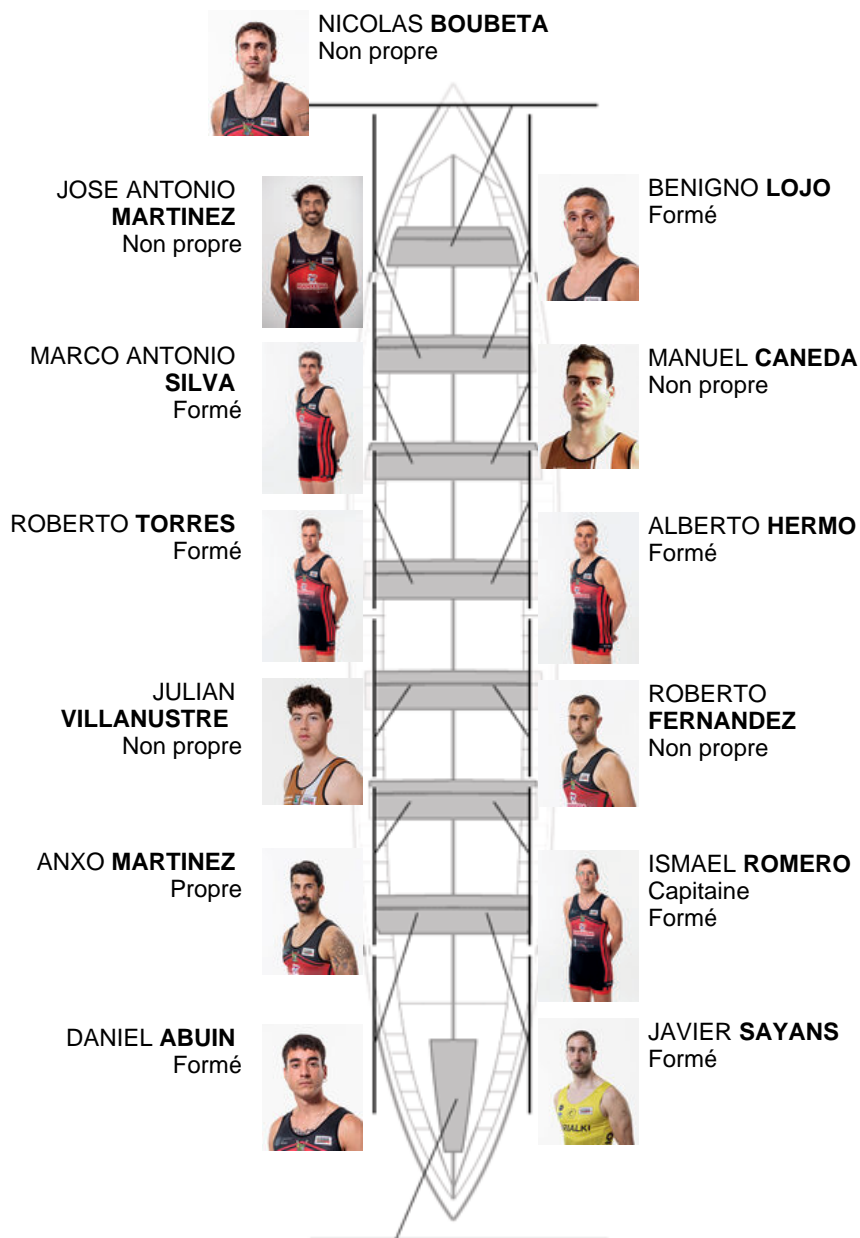 NICOLAS BOUBETA
Non propre
JOSE ANTONIO
MARTINEZ
Non propre
BENIGNO LOJO
Formé
MARCO ANTONIO
SILVA
Formé
MANUEL CANEDA
Non propre
ROBERTO TORRES
Formé
ALBERTO HERMO
Formé
JULIAN
VILLANUSTRE
Non propre
ROBERTO
FERNANDEZ
Non propre
ANXO MARTINEZ
Propre
ISMAEL ROMERO
Capitaine
Formé
DANIEL ABUIN
Formé
JAVIER SAYANS
Formé